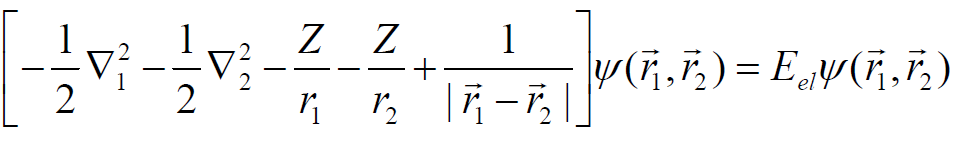 [-1/2 ∇₁² - 1/2 ∇₂² - Z/r₁ - Z/r₂ + 1/|r⃗₁ - r⃗₂|] ψ(r⃗₁, r⃗₂) = E_el ψ(r⃗₁, r⃗₂)